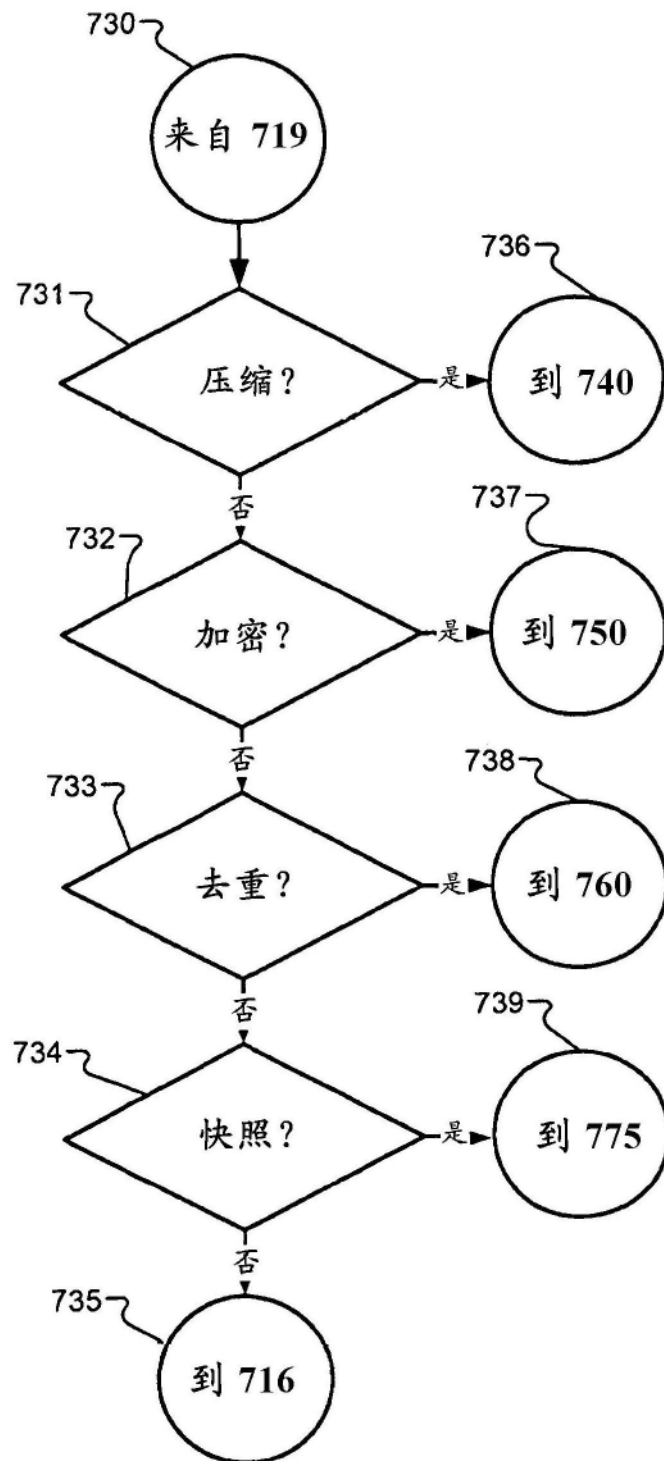 730
来自 719
731
压缩？
是
736
到 740
否
732
加密？
是
737
到 750
否
733
去重？
是
738
到 760
否
734
快照？
是
739
到 775
否
735
到 716